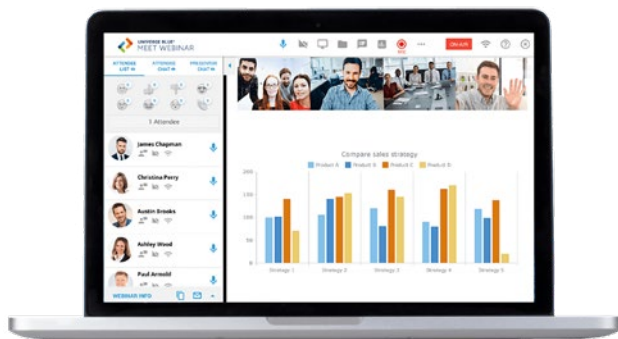 UNIVERGE BLUE
MEET WEBINAR
ON AIR
ATTENDEE
LIST
ATTENDEE
CHAT
PRESENTER
CHAT
1 Attendee
James Chapman
Christina Perry
Austin Brooks
Ashley Wood
Paul Arnold
WEBINAR INFO
Compare sales strategy
Product A
Product B
Product C
Product D
200
150
100
50
0
Strategy 1
Strategy 2
Strategy 3
Strategy 4
Strategy 5